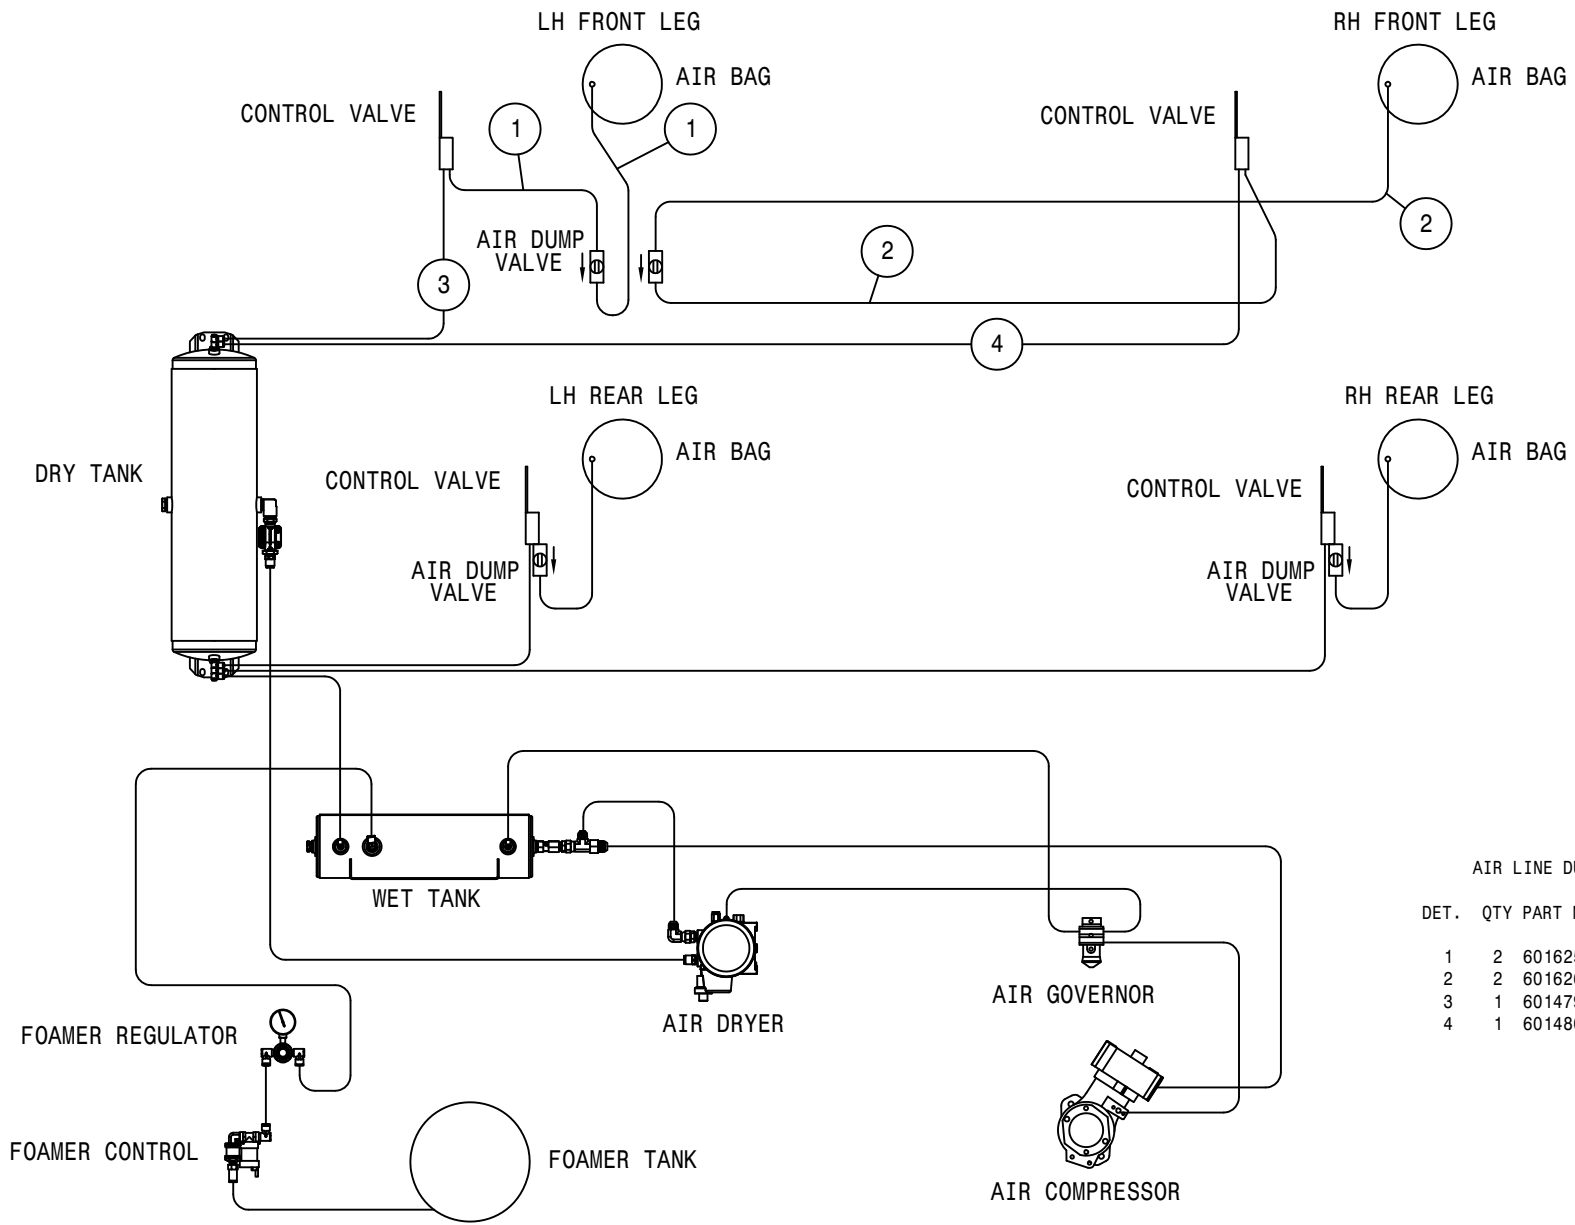 LH FRONT LEG
RH FRONT LEG
AIR BAG
AIR BAG
CONTROL VALVE
1
1
CONTROL VALVE
2
AIR DUMP
VALVE
2
3
4
LH REAR LEG
RH REAR LEG
AIR BAG
AIR BAG
DRY TANK
CONTROL VALVE
CONTROL VALVE
AIR DUMP
VALVE
AIR DUMP
VALVE
WET TANK
AIR LINE
DET. QTY PART
1 2
2 2
3 1
4 1
AIR GOVERNOR
AIR DRYER
FOAMER REGULATOR
FOAMER CONTROL
FOAMER TANK
AIR COMPRESSOR